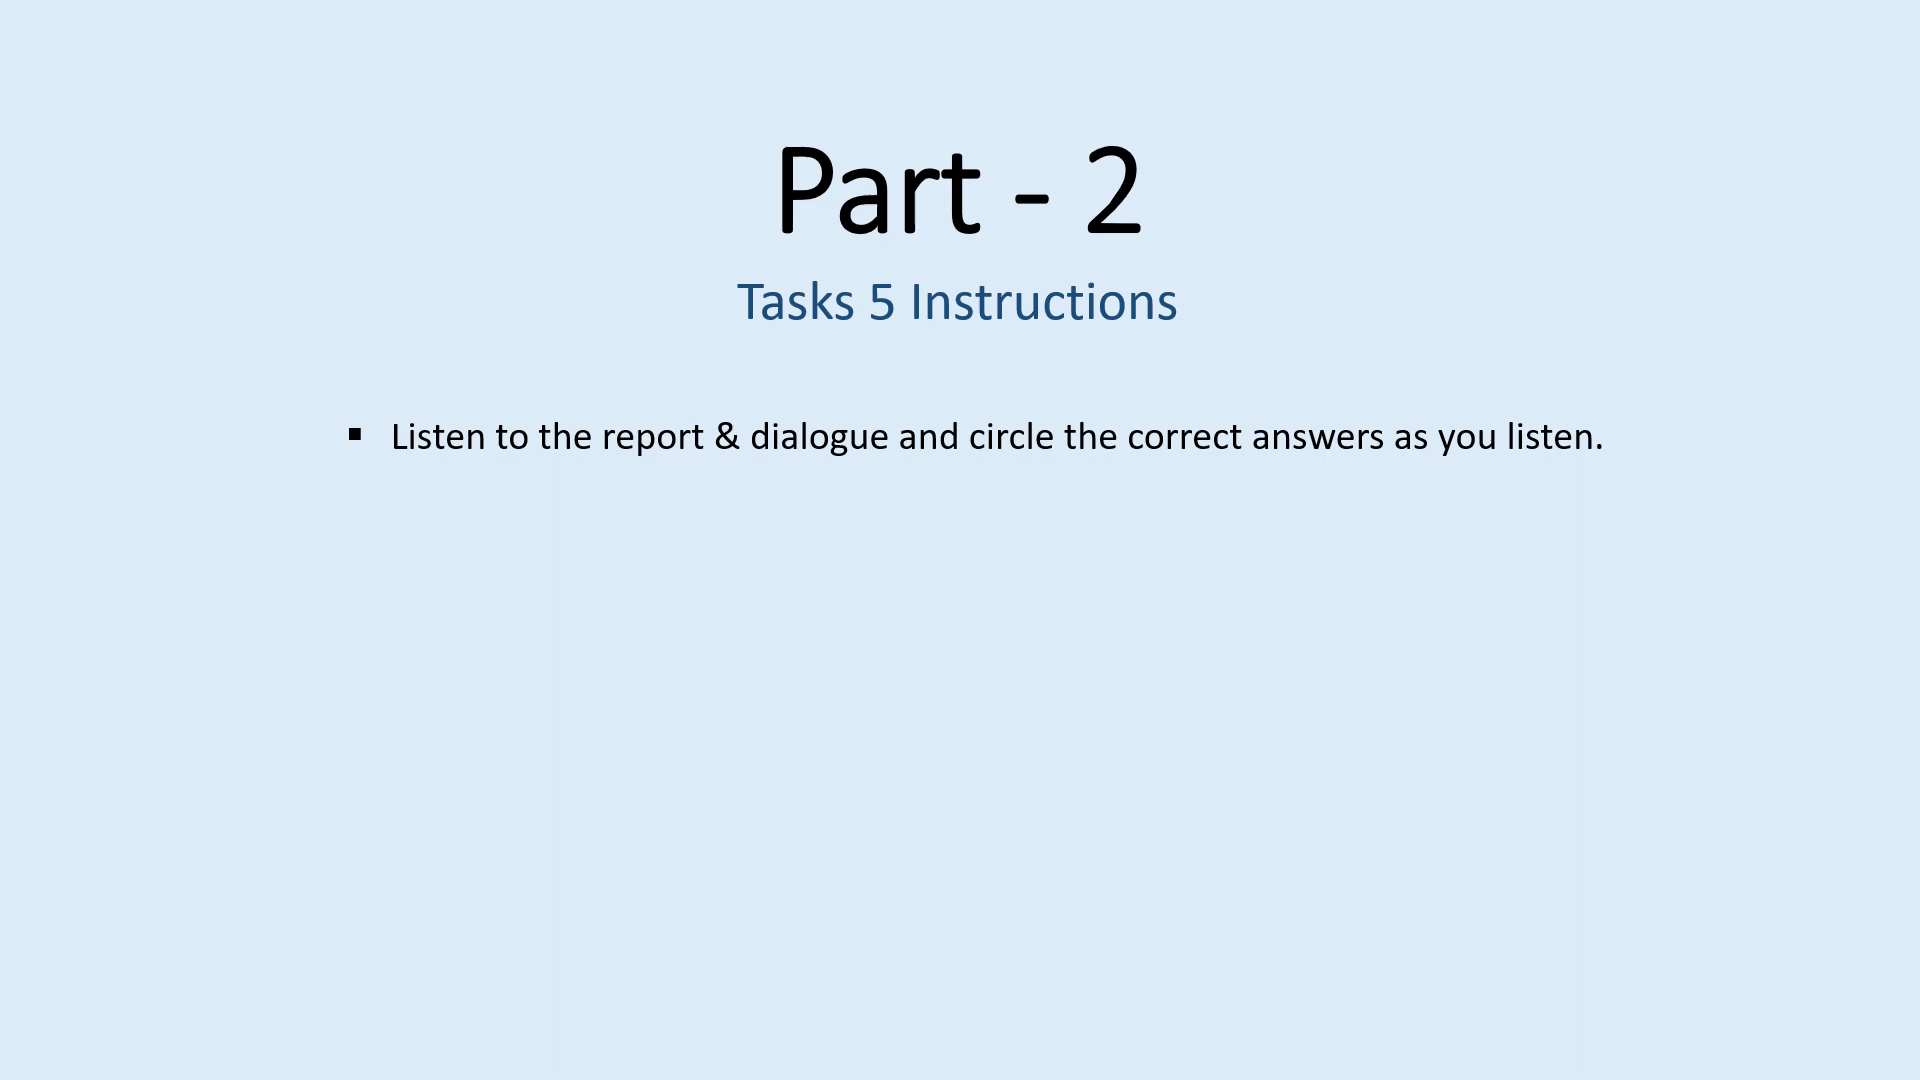 Part - 2
Tasks 5 Instructions
▪ Listen to the report & dialogue and circle the correct answers as you listen.